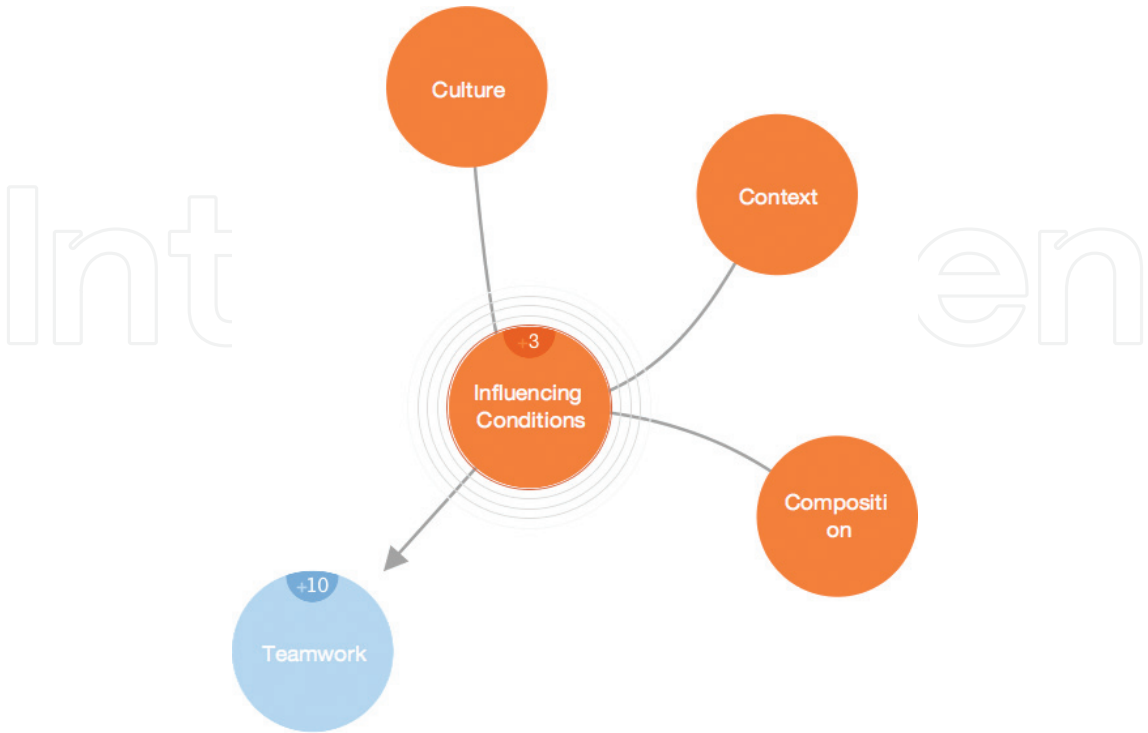 Culture
Context
+3
Influencing
Conditions
Compositi
on
+10
Teamwork
Int
en